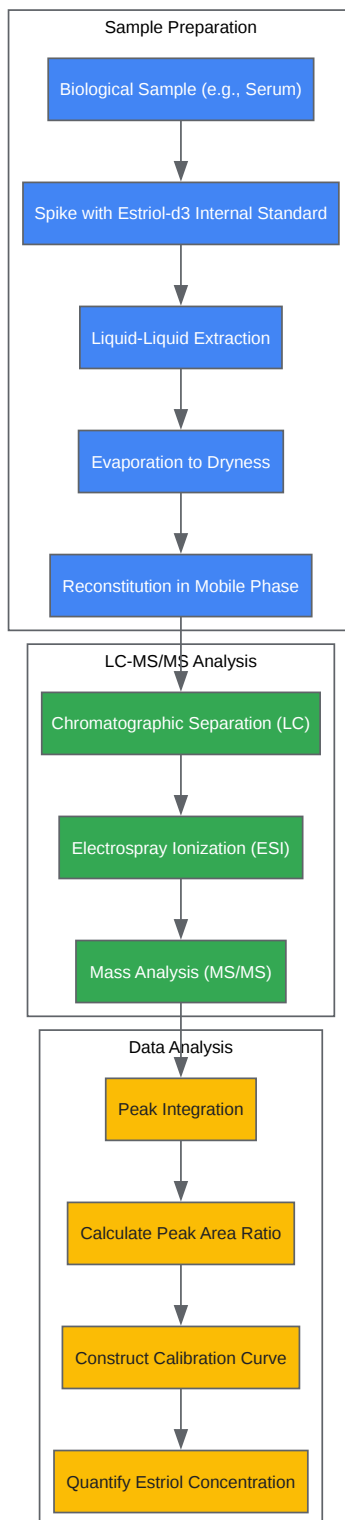 Sample Preparation
Biological Sample (e.g., Serum)
Spike with Estriol-d3 Internal Standard
Liquid-Liquid Extraction
Evaporation to Dryness
Reconstitution in Mobile Phase
LC-MS/MS Analysis
Chromatographic Separation (LC)
Electrospray Ionization (ESI)
Mass Analysis (MS/MS)
Data Analysis
Peak Integration
Calculate Peak Area Ratio
Construct Calibration Curve
Quantify Estriol Concentration